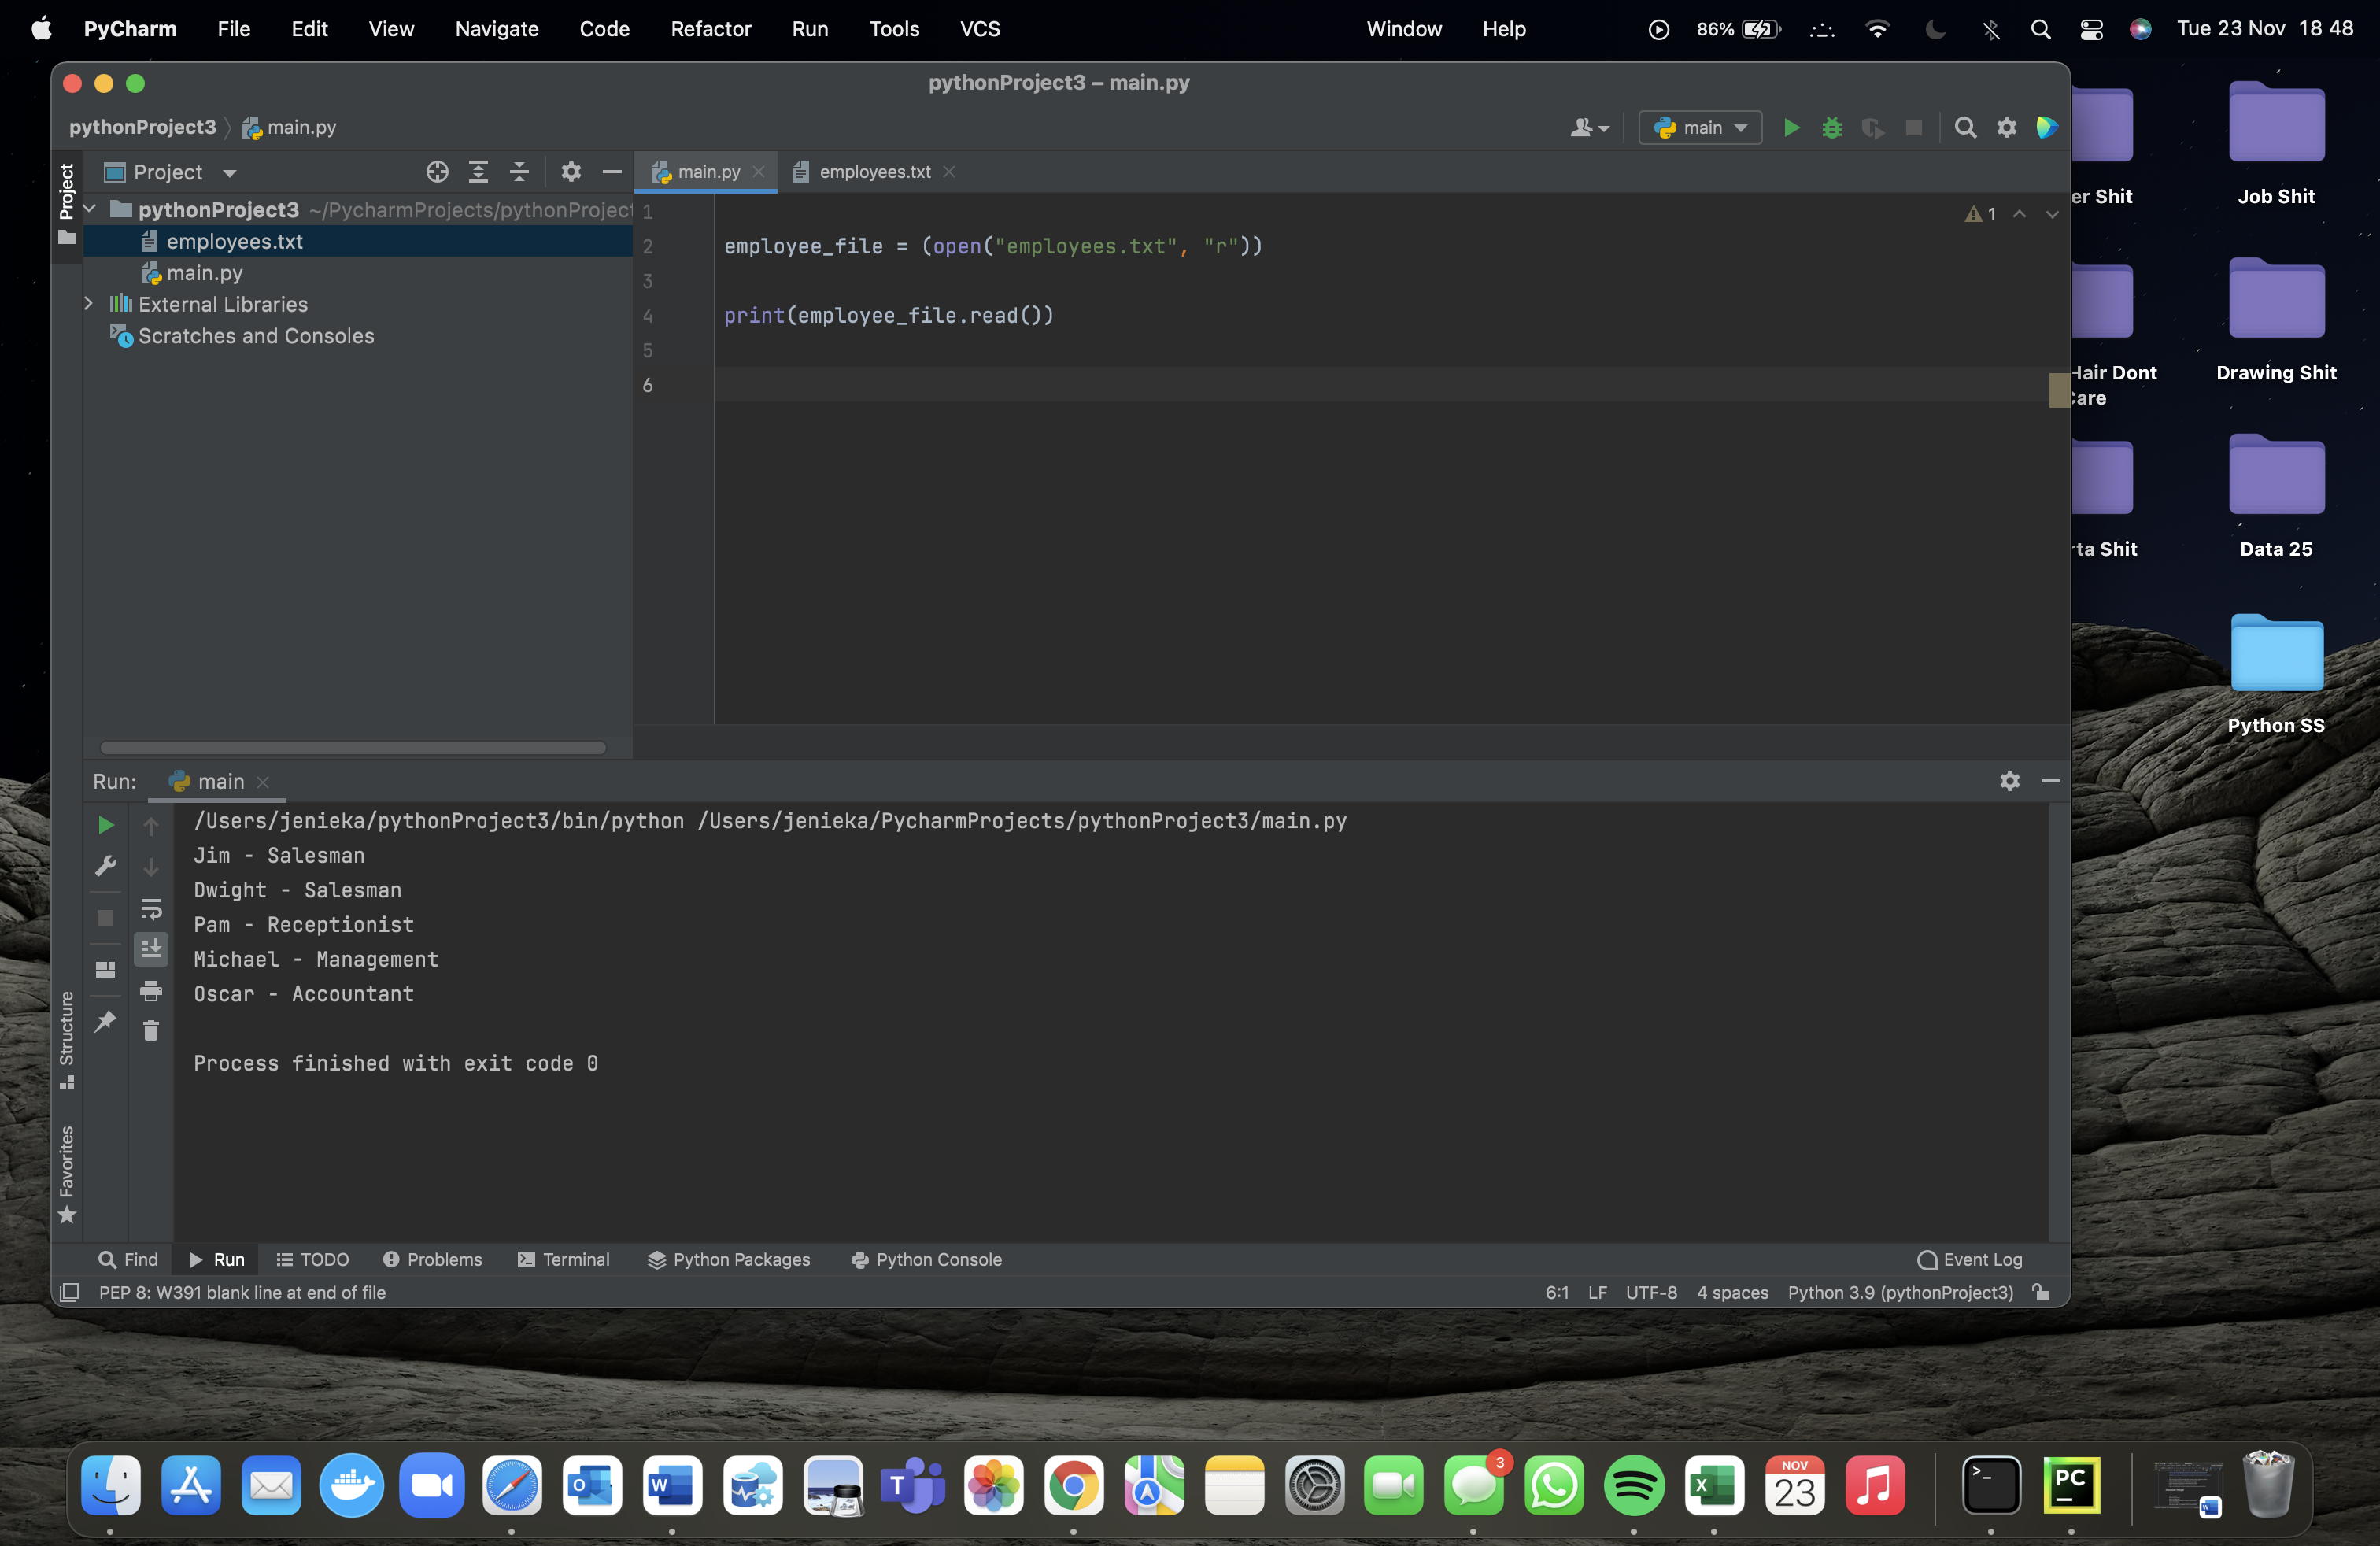 PyCharm File Edit View Navigate Code Refactor Run Tools VCS Window Help 86% Tue 23 Nov 18 48
pythonProject3 – main.py
pythonProject3 main.py main
Project Project main.py employees.txt
pythonProject3 ~/PycharmProjects/pythonProject
employees.txt
main.py
External Libraries
Scratches and Consoles
1
2 employee_file = (open("employees.txt", "r"))
3
4 print(employee_file.read())
5
6
1
er Shit Job Shit
Hair Dont
Care
Drawing Shit
rta Shit Data 25
Python SS
Run: main
/Users/jenieka/pythonProject3/bin/python /Users/jenieka/PycharmProjects/pythonProject3/main.py
Jim - Salesman
Dwight - Salesman
Pam - Receptionist
Michael - Management
Oscar - Accountant
Process finished with exit code 0
Structure
Favorites
Find Run TODO Problems Terminal Python Packages Python Console Event Log
PEP 8: W391 blank line at end of file 6:1 LF UTF-8 4 spaces Python 3.9 (pythonProject3)
O W T 3 X NOV 23 >_ PC W